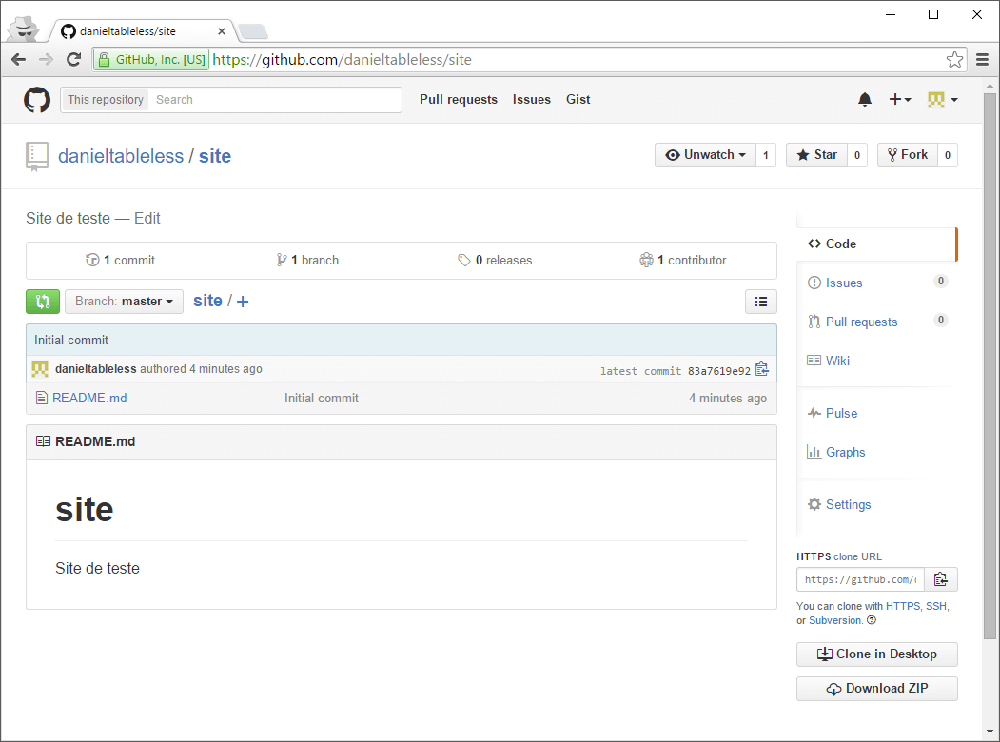 danieltableless/site
GitHub, Inc. [US] https://github.com/danieltableless/site
This repository Search Pull requests Issues Gist
danieltableless / site Unwatch 1 Star 0 Fork 0
Site de teste — Edit
1 commit 1 branch 0 releases 1 contributor
Branch: master site / +
Initial commit
danieltableless authored 4 minutes ago latest commit 83a7619e92
README.md Initial commit 4 minutes ago
README.md
site
Site de teste
Code
Issues 0
Pull requests 0
Wiki
Pulse
Graphs
Settings
HTTPS clone URL
https://github.com/
You can clone with HTTPS, SSH,
or Subversion.
Clone in Desktop
Download ZIP